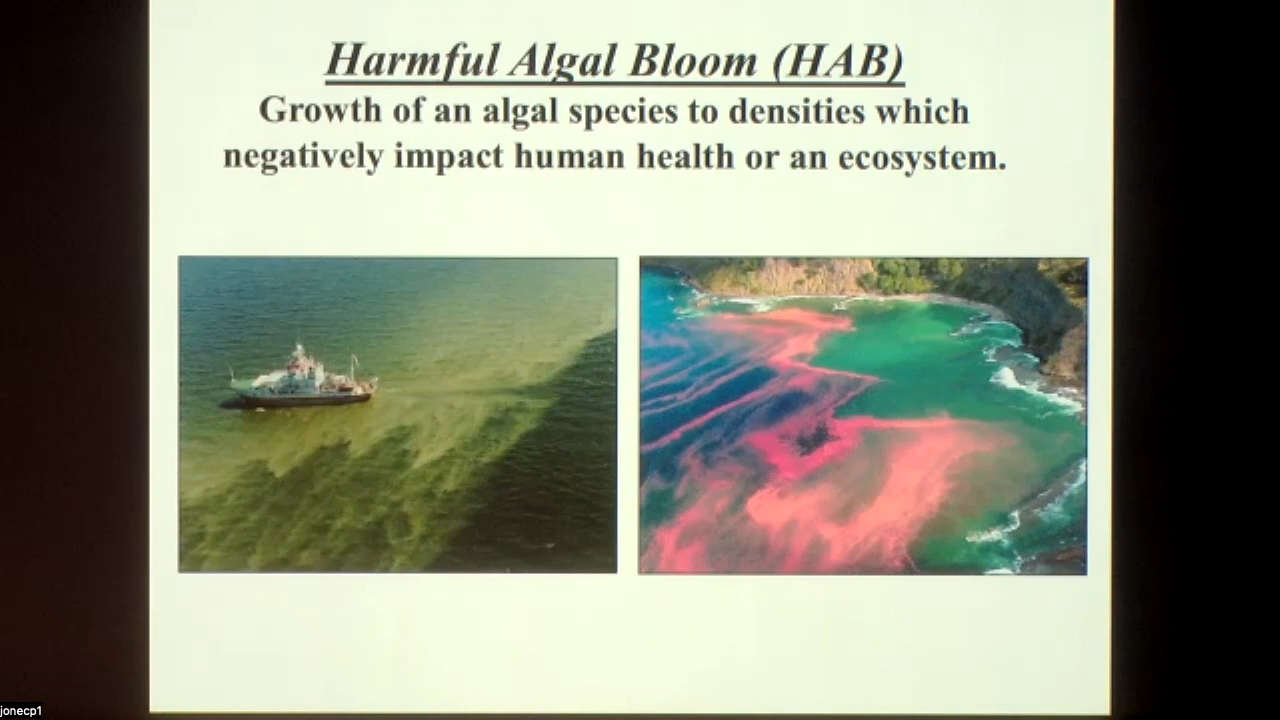 Harmful Algal Bloom (HAB)
Growth of an algal species to densities which
negatively impact human health or an ecosystem.
jonecp1